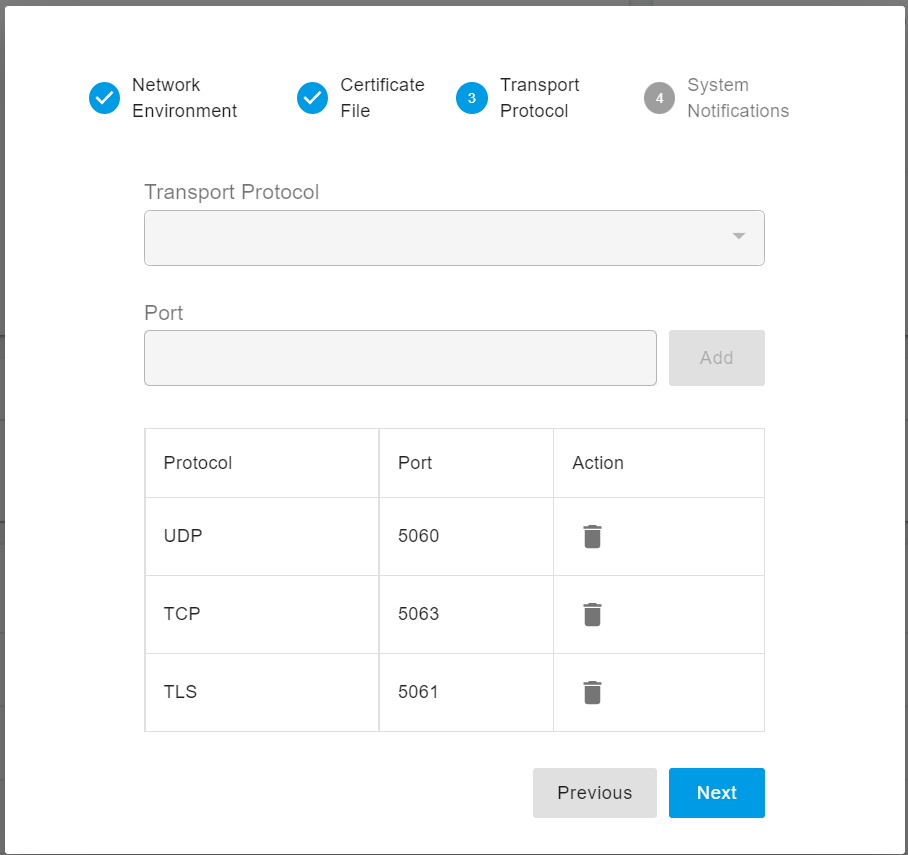 Network
Environment
Certificate
File
3
Transport
Protocol
4
System
Notifications
Transport Protocol
Port
Add
Protocol Port Action
UDP 5060
TCP 5063
TLS 5061
Previous Next